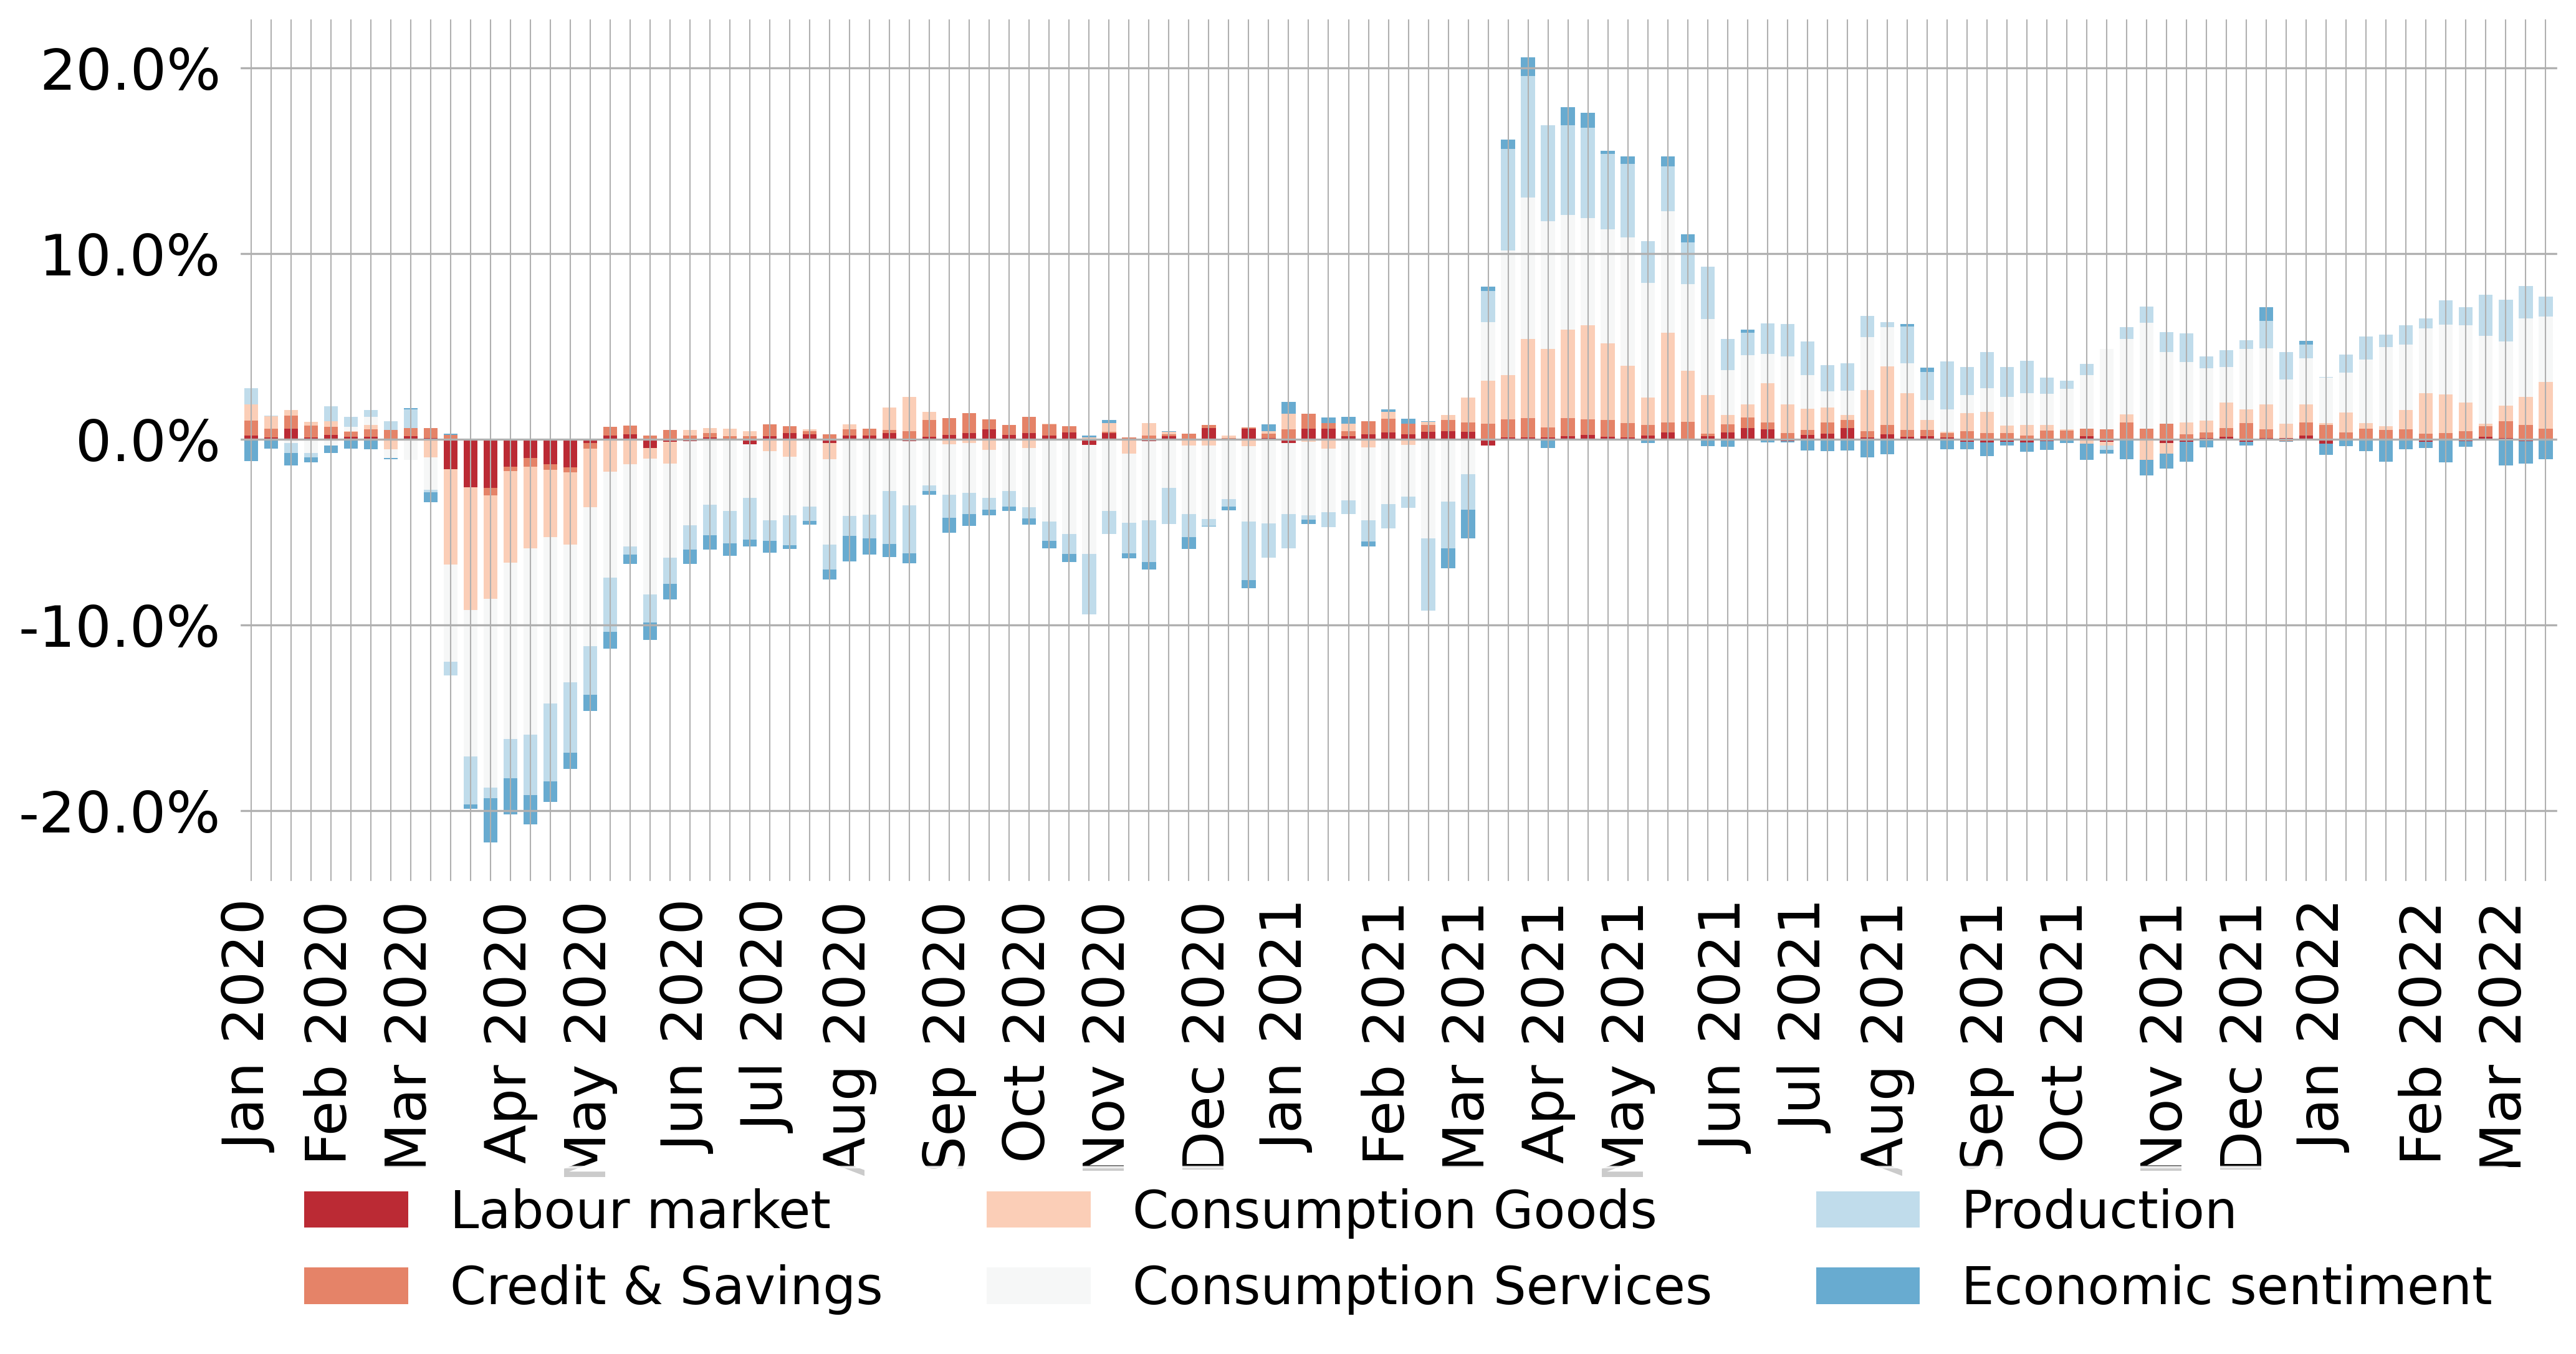 20.0%
10.0%
0.0%
-10.0%
-20.0%
Jan 2020
Feb 2020
Mar 2020
Apr 2020
May 2020
Jun 2020
Jul 2020
Aug 2020
Sep 2020
Oct 2020
Nov 2020
Dec 2020
Jan 2021
Feb 2021
Mar 2021
Apr 2021
May 2021
Jun 2021
Jul 2021
Aug 2021
Sep 2021
Oct 2021
Nov 2021
Dec 2021
Jan 2022
Feb 2022
Mar 2022
Labour market
Consumption Goods
Production
Credit & Savings
Consumption Services
Economic sentiment